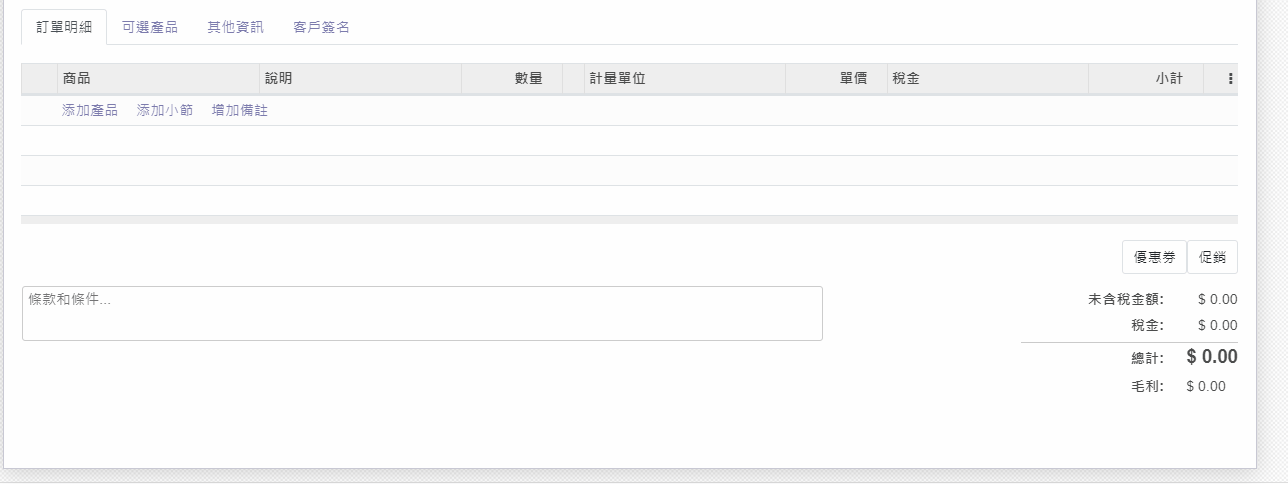 訂單明細 可選產品 其他資訊 客戶簽名
商品 說明 數量 計量單位 單價 稅金 小計
添加產品 添加小節 增加備註
優惠券 促銷
條款和條件...
未含稅金額: $ 0.00
稅金: $ 0.00
總計: $ 0.00
毛利: $ 0.00